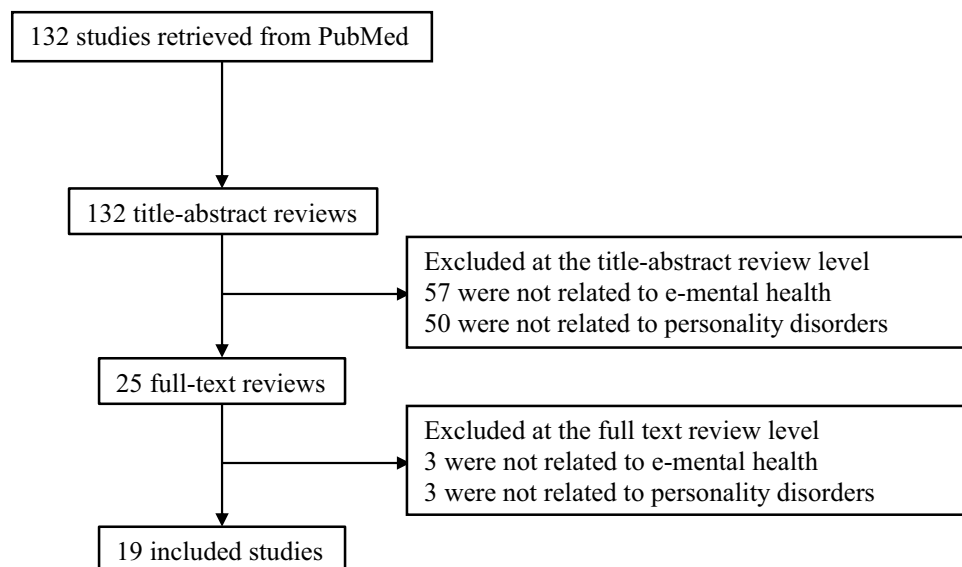 132 studies retrieved from PubMed
132 title-abstract reviews
Excluded at the title-abstract review level
57 were not related to e-mental health
50 were not related to personality disorders
25 full-text reviews
Excluded at the full text review level
3 were not related to e-mental health
3 were not related to personality disorders
19 included studies